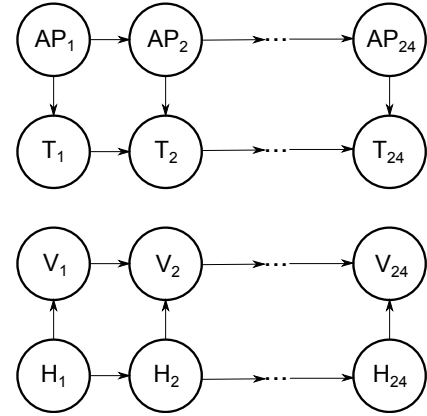 AP₁ AP₂ ... AP₂₄
T₁ T₂ ... T₂₄
V₁ V₂ ... V₂₄
H₁ H₂ ... H₂₄